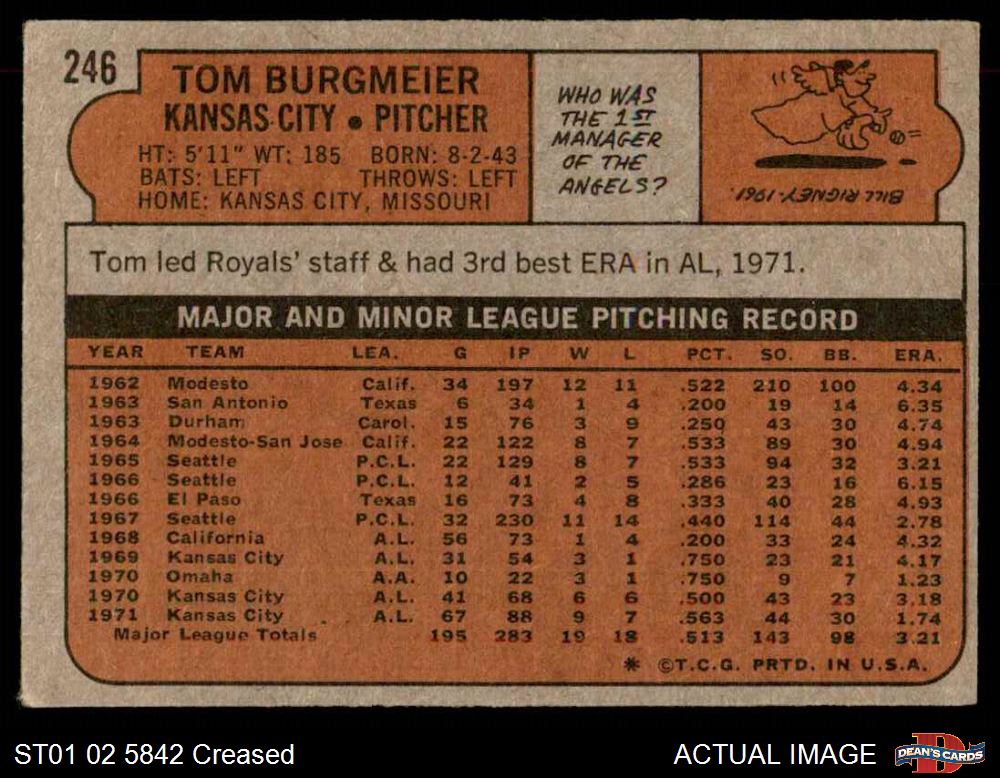 246
TOM BURGMEIER
KANSAS CITY • PITCHER
HT: 5'11" WT: 185 BORN: 8-2-43
BATS: LEFT THROWS: LEFT
HOME: KANSAS CITY, MISSOURI
WHO WAS
THE 1ST
MANAGER
OF THE
ANGELS?
BILL RIGNEY-1961.
Tom led Royals' staff & had 3rd best ERA in AL, 1971.
MAJOR AND MINOR LEAGUE PITCHING RECORD
YEAR TEAM LEA. G IP W L PCT. SO. BB. ERA.
1962 Modesto Calif. 34 197 12 11 .522 210 100 4.34
1963 San Antonio Texas 6 34 1 4 .200 19 14 6.35
1963 Durham Carol. 15 76 3 9 .250 43 30 4.74
1964 Modesto-San Jose Calif. 22 122 8 7 .533 89 30 4.94
1965 Seattle P.C.L. 22 129 8 7 .533 94 32 3.21
1966 Seattle P.C.L. 12 41 2 5 .286 23 16 6.15
1966 El Paso Texas 16 73 4 8 .333 40 28 4.93
1967 Seattle P.C.L. 32 230 11 14 .440 114 44 2.78
1968 California A.L. 56 73 1 4 .200 33 24 4.32
1969 Kansas City A.L. 31 54 3 1 .750 23 21 4.17
1970 Omaha A.A. 10 22 3 1 .750 9 7 1.23
1970 Kansas City A.L. 41 68 6 6 .500 43 23 3.18
1971 Kansas City A.L. 67 88 9 7 .563 44 30 1.74
Major League Totals 195 283 19 18 .513 143 98 3.21
* ©T.C.G. PRTD. IN U.S.A.
ST01 02 5842 Creased
ACTUAL IMAGE
DEAN'S CARDS